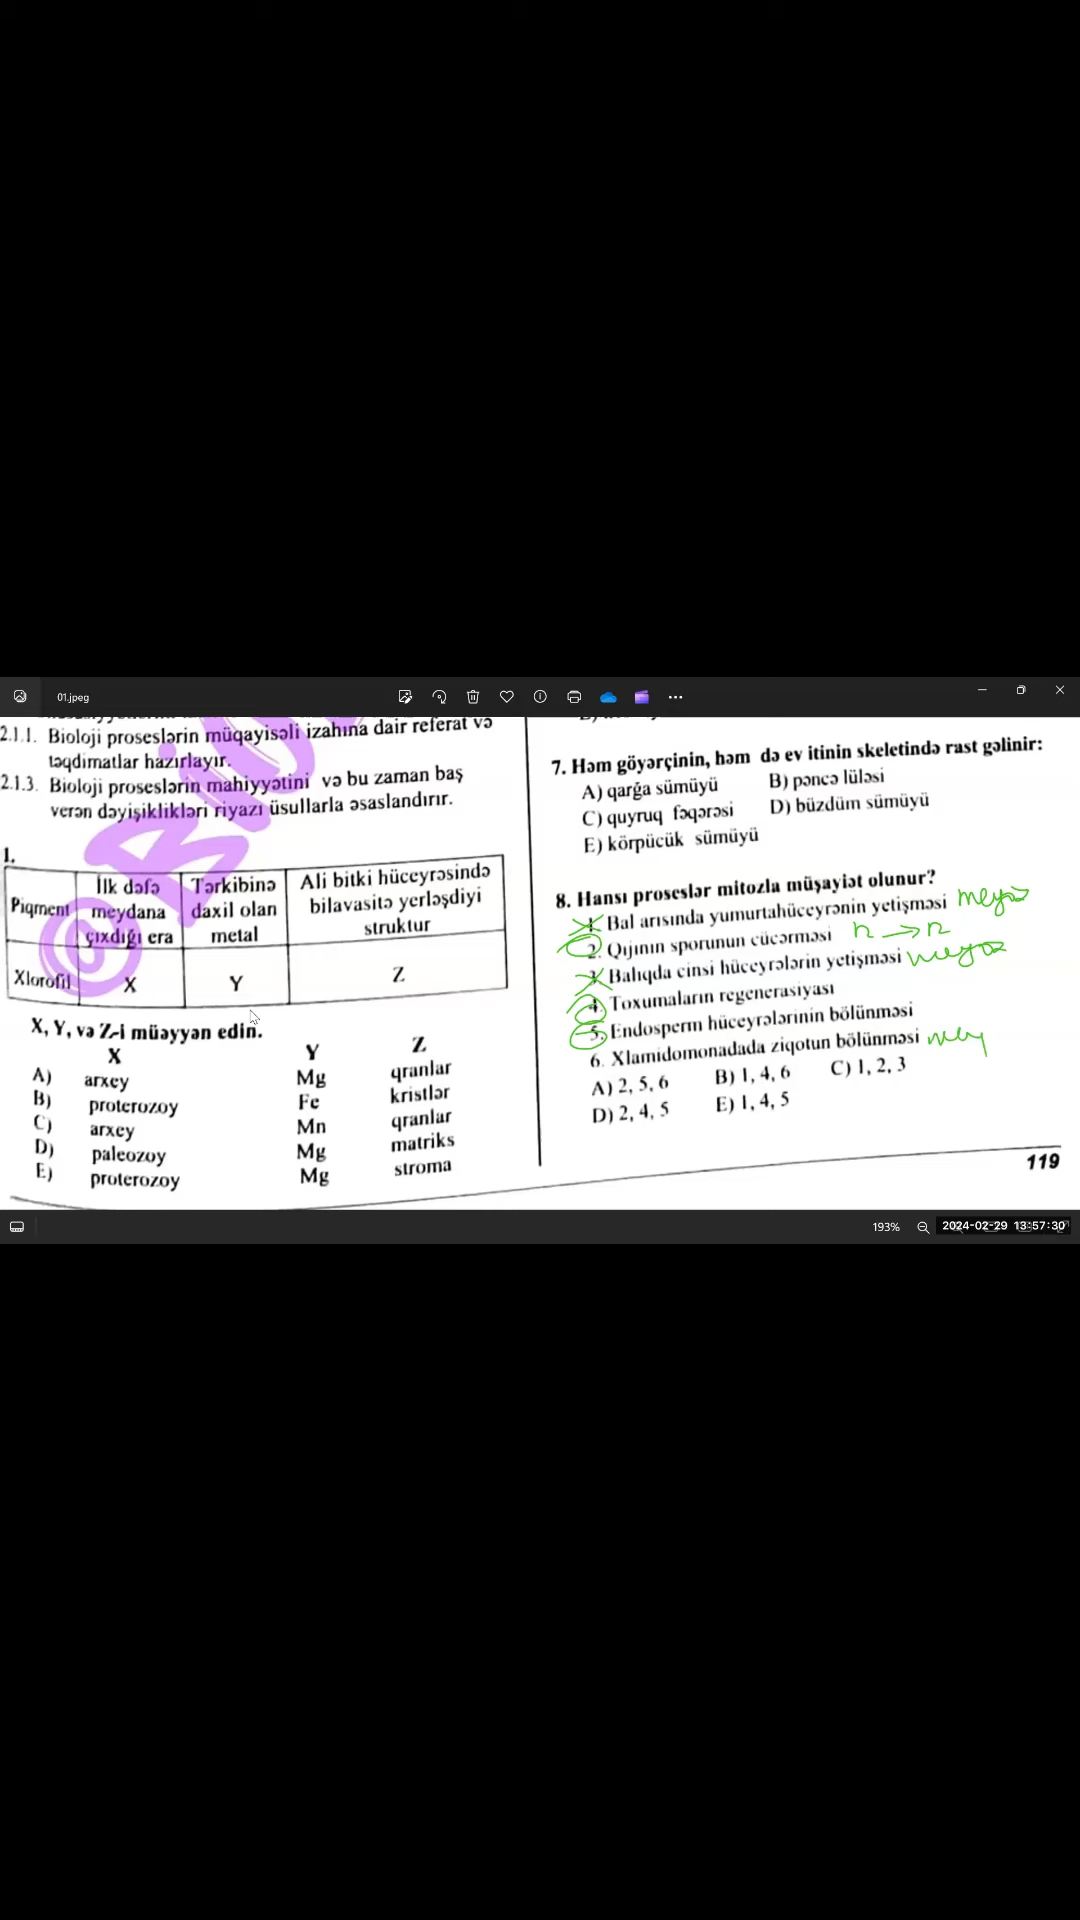 01.jpeg
2.1.1. Bioloji proseslərin müqayisəli izahına dair referat və
təqdimatlar hazırlayır.
2.1.3. Bioloji proseslərin mahiyyətini və bu zaman baş
verən dəyişiklikləri riyazi üsullarla əsaslandırır.
1.
Piqment
İlk dəfə meydana çıxdığı era
Tərkibinə daxil olan metal
Ali bitki hüceyrəsində bilavasitə yerləşdiyi struktur
Xlorofil X Y Z
X, Y, və Z-i müəyyən edin.
X Y Z
A) arxey Mg qranlar
B) proterozoy Fe kristlər
C) arxey Mn qranlar
D) paleozoy Mg matriks
E) proterozoy Mg stroma
7. Həm göyərçinin, həm də ev itinin skeletində rast gəlinir:
A) qarğa sümüyü B) pəncə lüləsi
C) quyruq fəqərəsi D) büzdüm sümüyü
E) körpücük sümüyü
8. Hansı proseslər mitozla müşayiət olunur?
1. Bal arısında yumurtahüceyrənin yetişməsi meyoz
2. Qıjının sporunun cücərməsi n → n
3. Balıqda cinsi hüceyrələrin yetişməsi meyoz
4. Toxumaların regenerasiyası
5. Endosperm hüceyrələrinin bölünməsi
6. Xlamidomonadada ziqotun bölünməsi mey
A) 2, 5, 6 B) 1, 4, 6 C) 1, 2, 3
D) 2, 4, 5 E) 1, 4, 5
119
193%
2024-02-29 13:57:30